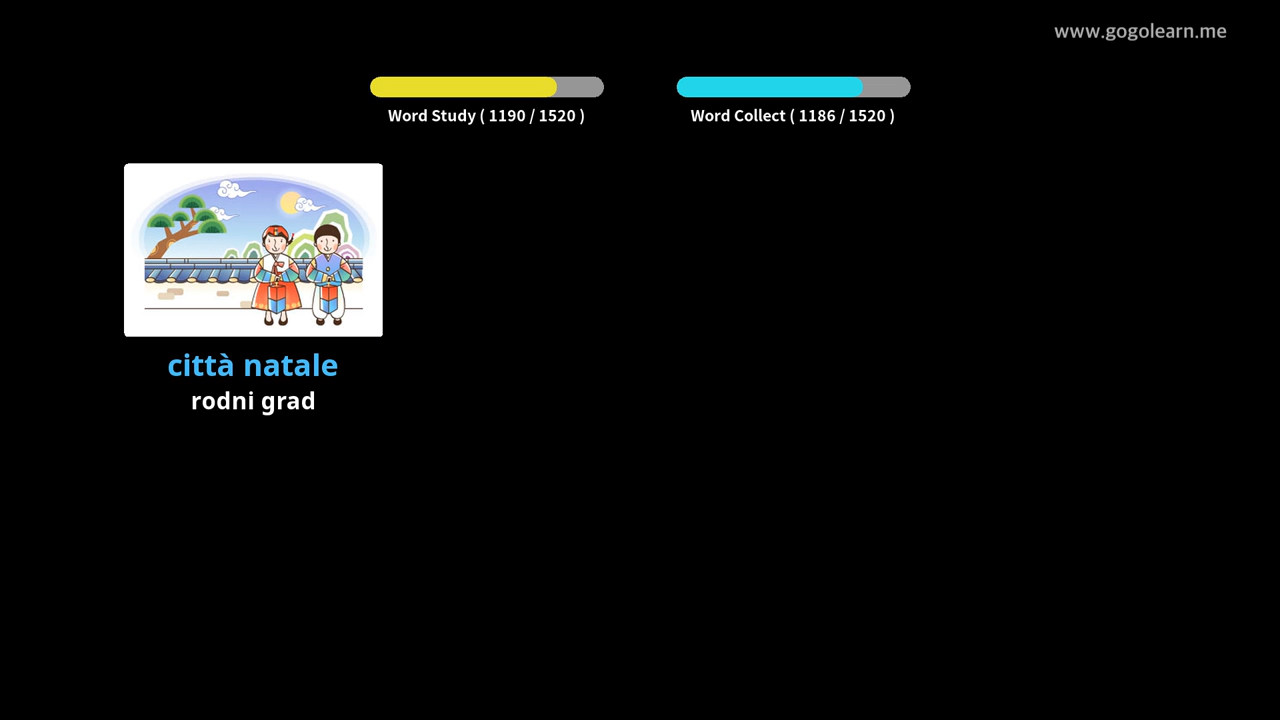 www.gogolearn.me
Word Study ( 1190 / 1520 )
Word Collect ( 1186 / 1520 )
città natale
rodni grad